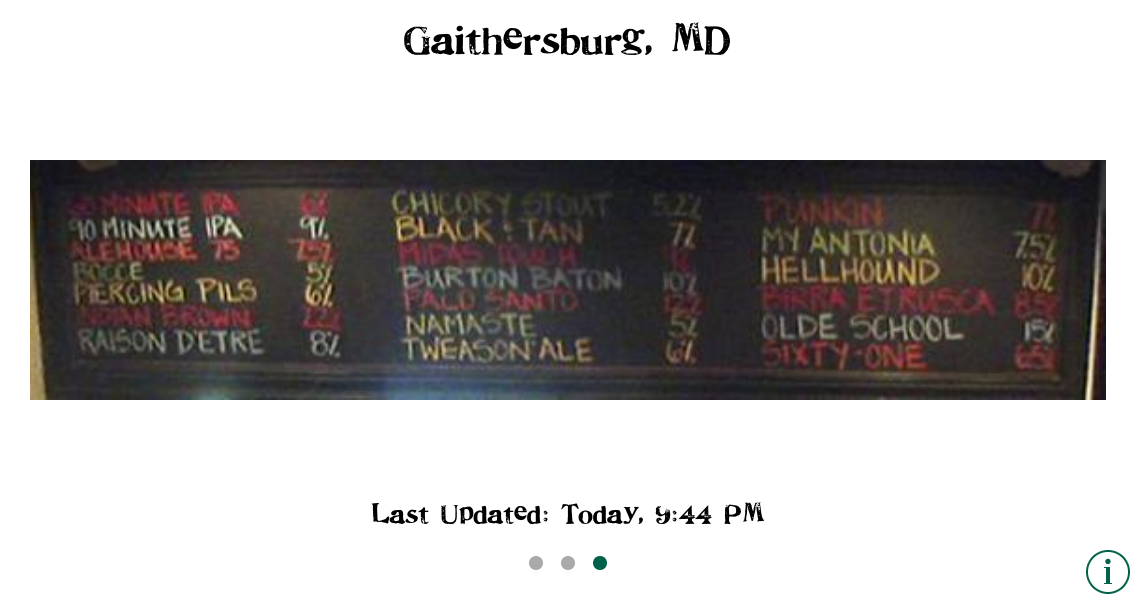 Gaithersburg, MD
60 MINUTE IPA 6%
90 MINUTE IPA 9%
ALEHOUSE 75 7.5%
BOCCE 5%
PIERCING PILS 6%
INDIAN BROWN 7.2%
RAISON D'ETRE 8%
CHICORY STOUT 5.2%
BLACK & TAN 7%
MIDAS TOUCH
BURTON BATON 10%
PALO SANTO 12%
NAMASTE 5%
TWEASON'ALE 6%
PUNKIN 7%
MY ANTONIA 7.5%
HELLHOUND 10%
BIRRA ETRUSCA 8.5%
OLDE SCHOOL 15%
SIXTY-ONE 6.5%
Last Updated: Today, 9:44 PM
i